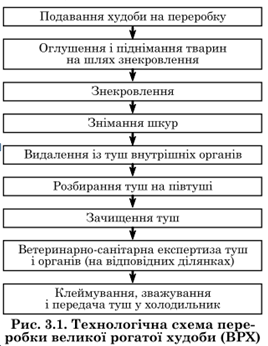 Подавання худоби на переробку
Оглушення і піднімання тварин
на шлях знекровлення
Знекровлення
Знімання шкур
Видалення із туш внутрішніх органів
Розбирання туш на півтуші
Зачищення туш
Ветеринарно-санітарна експертиза туш
і органів (на відповідних ділянках)
Клеймування, зважування
і передача туш у холодильник
Рис. 3.1. Технологічна схема пере-
робки великої рогатої худоби (ВРХ)